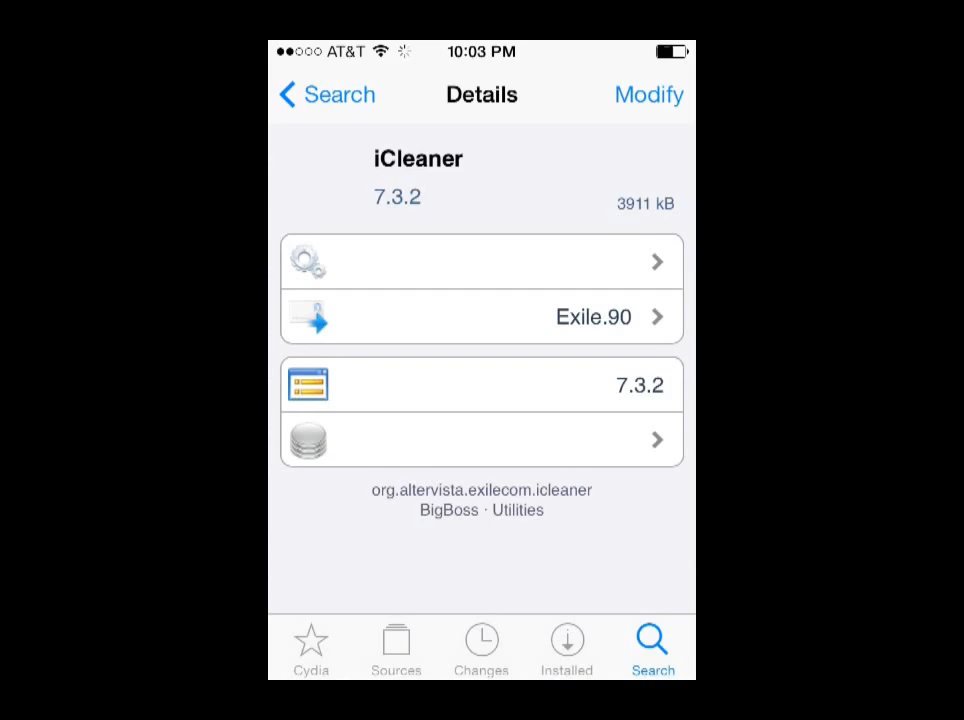 AT&T 10:03 PM
Search Details Modify
iCleaner
7.3.2
3911 kB
Exile.90
7.3.2
org.altervista.exilecom.icleaner
BigBoss · Utilities
Cydia Sources Changes Installed Search